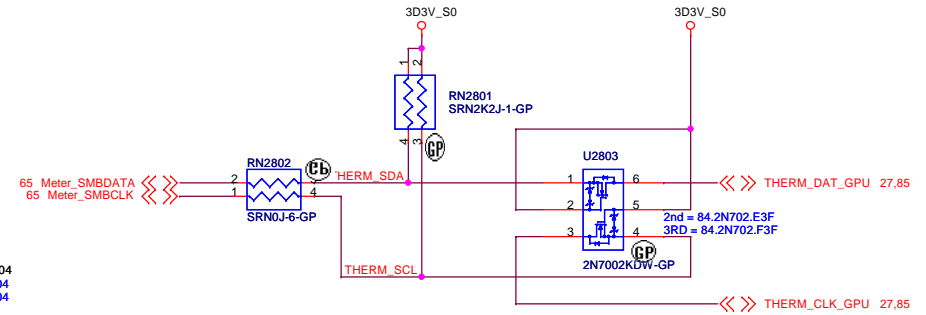 3D3V_S0
3D3V_S0
1
2
RN2801
SRN2K2J-1-GP
4
3
GP
RN2802
U2803
65 Meter_SMBDATA
2
3
HERM_SDA
1
6
THERM_DAT_GPU 27,85
65 Meter_SMBCLK
1
4
2
5
SRN0J-6-GP
2nd = 84.2N702.E3F
3
4
3RD = 84.2N702.F3F
GP
THERM_SCL
2N7002KDW-GP
04
04
04
THERM_CLK_GPU 27,85